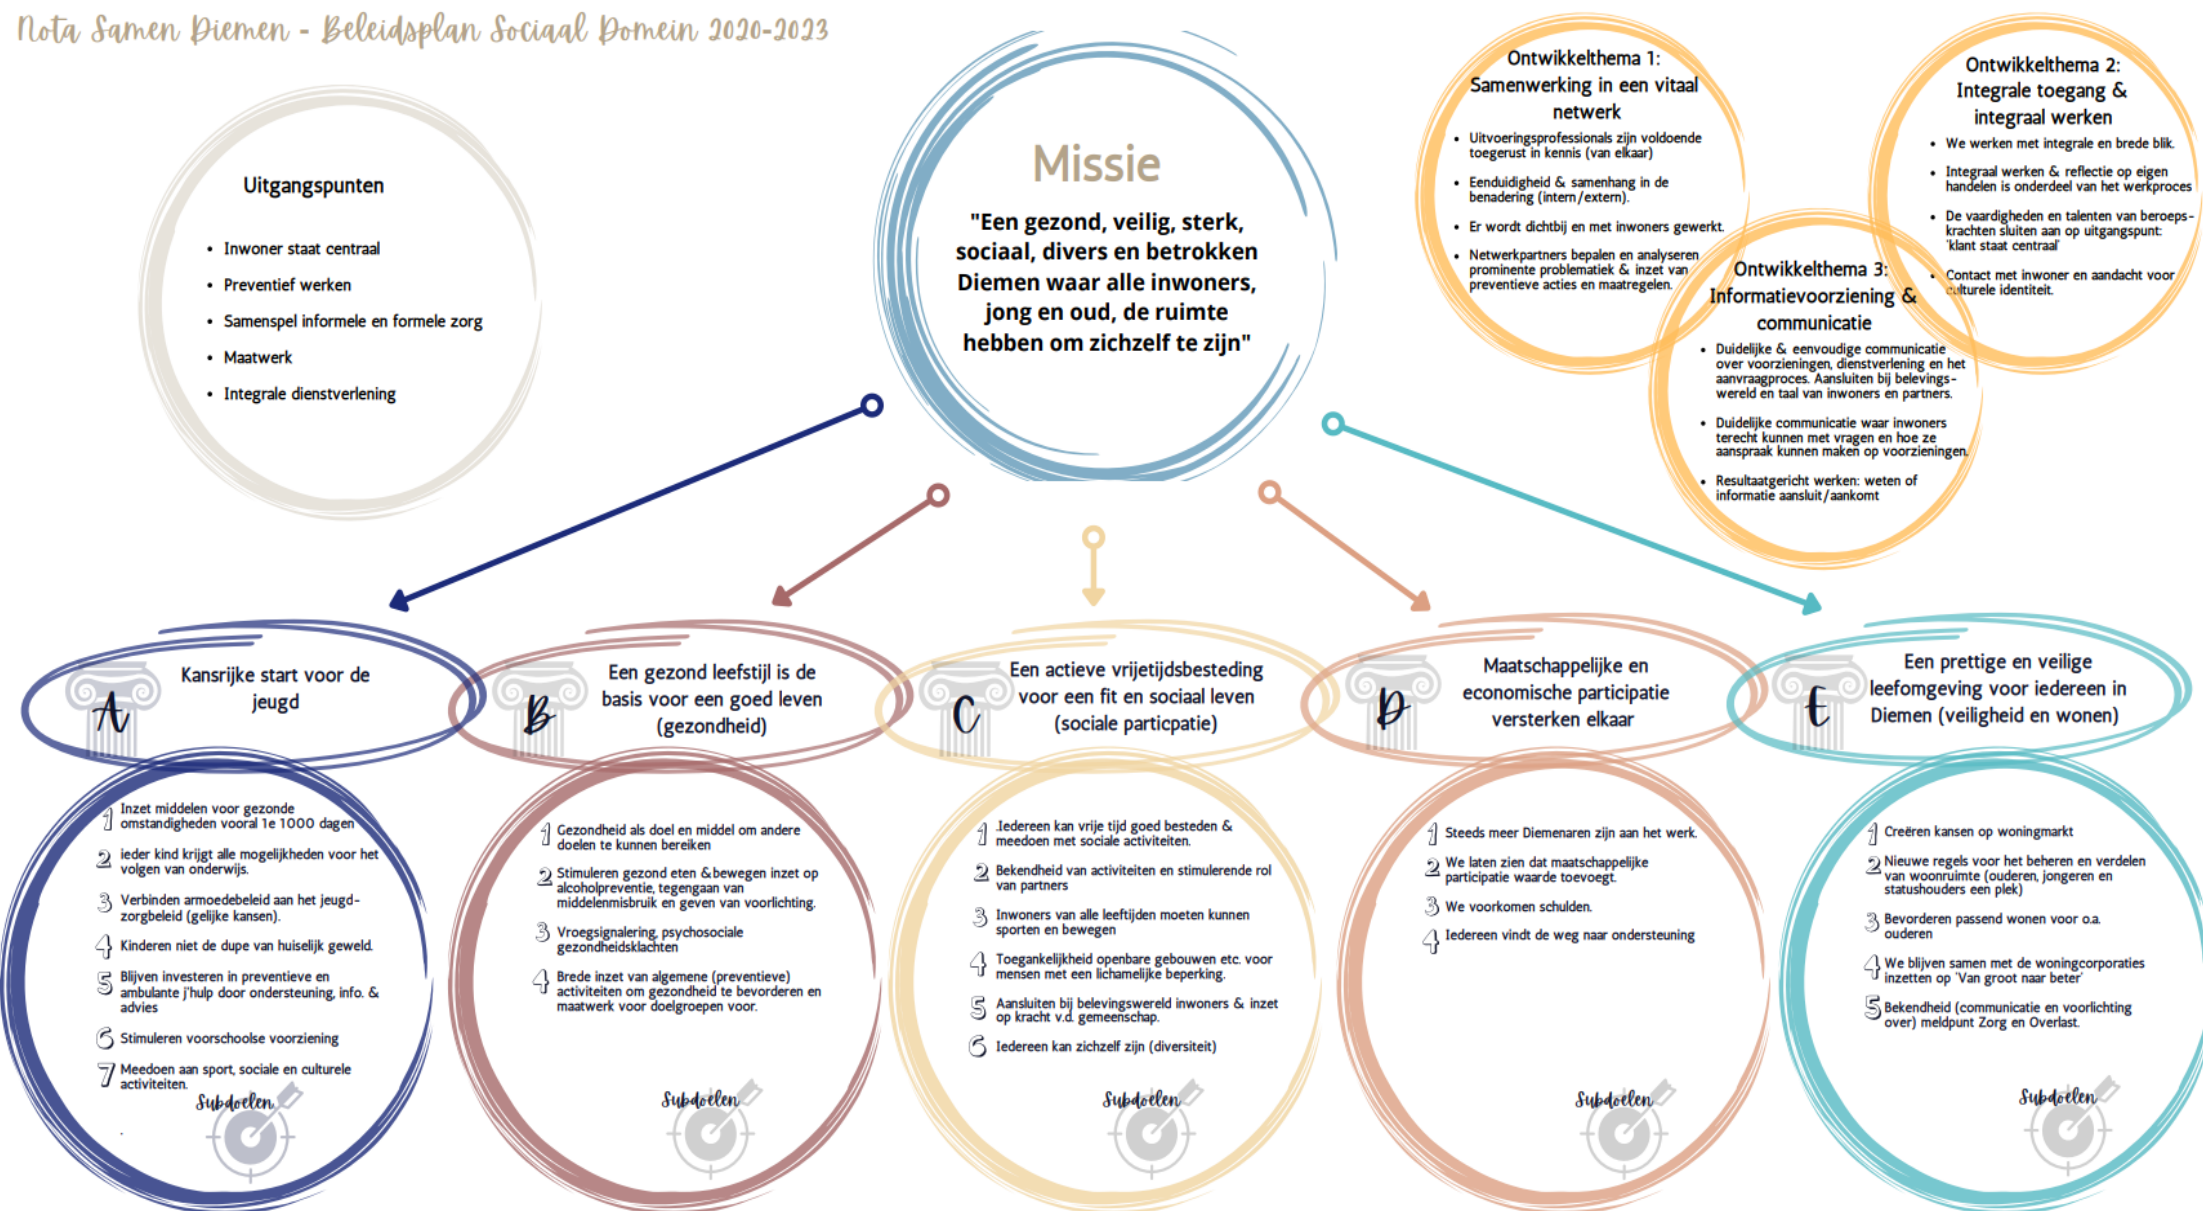 Nota Samen Diemen - Beleidsplan Sociaal Domein 2020-2023
Uitgangspunten
• Inwoner staat centraal
• Preventief werken
• Samenspel informele en formele zorg
• Maatwerk
• Integrale dienstverlening
Missie
"Een gezond, veilig, sterk,
sociaal, divers en betrokken
Diemen waar alle inwoners,
jong en oud, de ruimte
hebben om zichzelf te zijn"
Ontwikkelthema 1:
Samenwerking in een vitaal
netwerk
• Uitvoeringsprofessionals zijn voldoende
toegerust in kennis (van elkaar)
• Eenduidigheid & samenhang in de
benadering (intern/extern).
• Er wordt dichtbij en met inwoners gewerkt.
• Netwerkpartners bepalen en analyseren
prominente problematiek & inzet van
preventieve acties en maatregelen.
Ontwikkelthema 2:
Integrale toegang &
integraal werken
• We werken met integrale en brede blik.
• Integraal werken & reflectie op eigen
handelen is onderdeel van het werkproces
• De vaardigheden en talenten van beroeps-
krachten sluiten aan op uitgangspunt:
'klant staat centraal'
• Contact met inwoner en aandacht voor
culturele identiteit.
Ontwikkelthema 3:
Informatievoorziening &
communicatie
• Duidelijke & eenvoudige communicatie
over voorzieningen, dienstverlening en het
aanvraagproces. Aansluiten bij belevings-
wereld en taal van inwoners en partners.
• Duidelijke communicatie waar inwoners
terecht kunnen met vragen en hoe ze
aanspraak kunnen maken op voorzieningen.
• Resultaatgericht werken: weten of
informatie aansluit/aankomt
A
Kansrijke start voor de
jeugd
1 Inzet middelen voor gezonde
omstandigheden vooral 1e 1000 dagen
2 ieder kind krijgt alle mogelijkheden voor het
volgen van onderwijs.
3 Verbinden armoedebeleid aan het jeugd-
zorgbeleid (gelijke kansen).
4 Kinderen niet de dupe van huiselijk geweld.
5 Blijven investeren in preventieve en
ambulante j'hulp door ondersteuning, info. &
advies
6 Stimuleren voorschoolse voorziening
7 Meedoen aan sport, sociale en culturele
activiteiten.
Subdoelen
.
B
Een gezond leefstijl is de
basis voor een goed leven
(gezondheid)
1 Gezondheid als doel en middel om andere
doelen te kunnen bereiken
2 Stimuleren gezond eten &bewegen inzet op
alcoholpreventie, tegengaan van
middelenmisbruik en geven van voorlichting.
3 Vroegsignalering, psychosociale
gezondheidsklachten
4 Brede inzet van algemene (preventieve)
activiteiten om gezondheid te bevorderen en
maatwerk voor doelgroepen voor.
Subdoelen
C
Een actieve vrijetijdsbesteding
voor een fit en sociaal leven
(sociale particpatie)
1 .Iedereen kan vrije tijd goed besteden &
meedoen met sociale activiteiten.
2 Bekendheid van activiteiten en stimulerende rol
van partners
3 Inwoners van alle leeftijden moeten kunnen
sporten en bewegen
4 Toegankelijkheid openbare gebouwen etc. voor
mensen met een lichamelijke beperking.
5 Aansluiten bij belevingswereld inwoners & inzet
op kracht v.d. gemeenschap.
6 Iedereen kan zichzelf zijn (diversiteit)
Subdoelen
D
Maatschappelijke en
economische participatie
versterken elkaar
1 Steeds meer Diemenaren zijn aan het werk.
2 We laten zien dat maatschappelijke
participatie waarde toevoegt.
3 We voorkomen schulden.
4 Iedereen vindt de weg naar ondersteuning
Subdoelen
E
Een prettige en veilige
leefomgeving voor iedereen in
Diemen (veiligheid en wonen)
1 Creëren kansen op woningmarkt
2 Nieuwe regels voor het beheren en verdelen
van woonruimte (ouderen, jongeren en
statushouders een plek)
3 Bevorderen passend wonen voor o.a.
ouderen
4 We blijven samen met de woningcorporaties
inzetten op 'Van groot naar beter'
5 Bekendheid (communicatie en voorlichting
over) meldpunt Zorg en Overlast.
Subdoelen